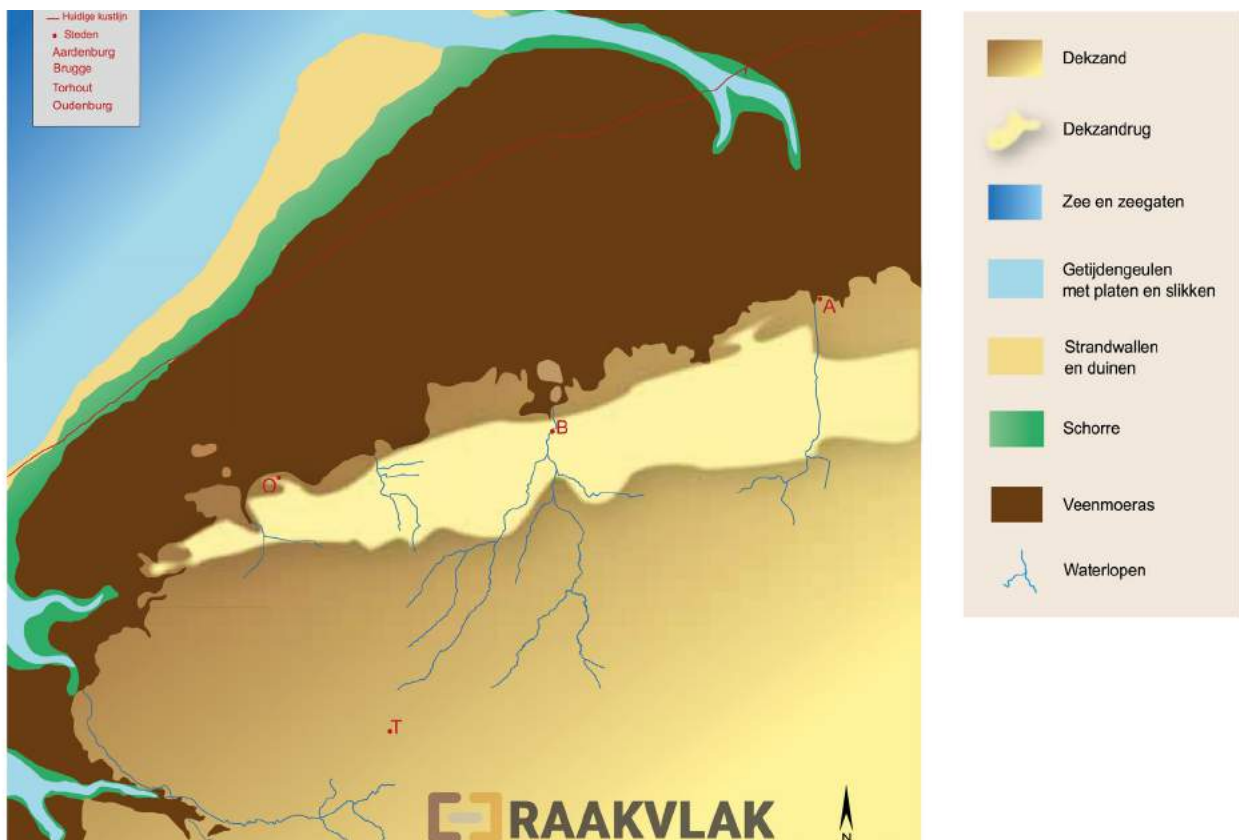 Huidige kustlijn
Steden
Aardenburg
Brugge
Torhout
Oudenburg
A
B
O
T
RAAKVLAK
N
Dekzand
Dekzandrug
Zee en zeegaten
Getijdengeulen
met platen en slikken
Strandwallen
en duinen
Schorre
Veenmoeras
Waterlopen